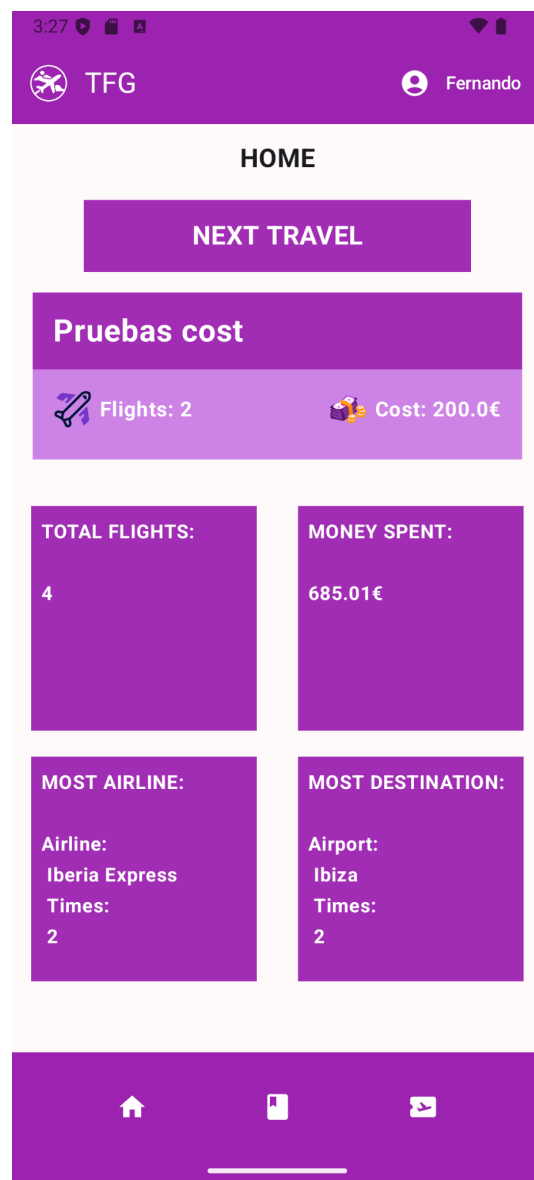 3:27
TFG
Fernando
HOME
NEXT TRAVEL
Pruebas cost
Flights: 2
Cost: 200.0€
TOTAL FLIGHTS:
4
MONEY SPENT:
685.01€
MOST AIRLINE:
Airline:
Iberia Express
Times:
2
MOST DESTINATION:
Airport:
Ibiza
Times:
2